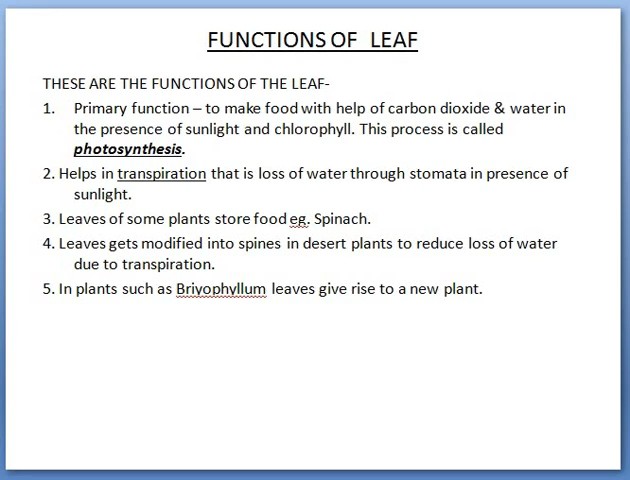 FUNCTIONS OF LEAF
THESE ARE THE FUNCTIONS OF THE LEAF-
1. Primary function – to make food with help of carbon dioxide & water in
the presence of sunlight and chlorophyll. This process is called
photosynthesis.
2. Helps in transpiration that is loss of water through stomata in presence of
sunlight.
3. Leaves of some plants store food eg. Spinach.
4. Leaves gets modified into spines in desert plants to reduce loss of water
due to transpiration.
5. In plants such as Briyophyllum leaves give rise to a new plant.